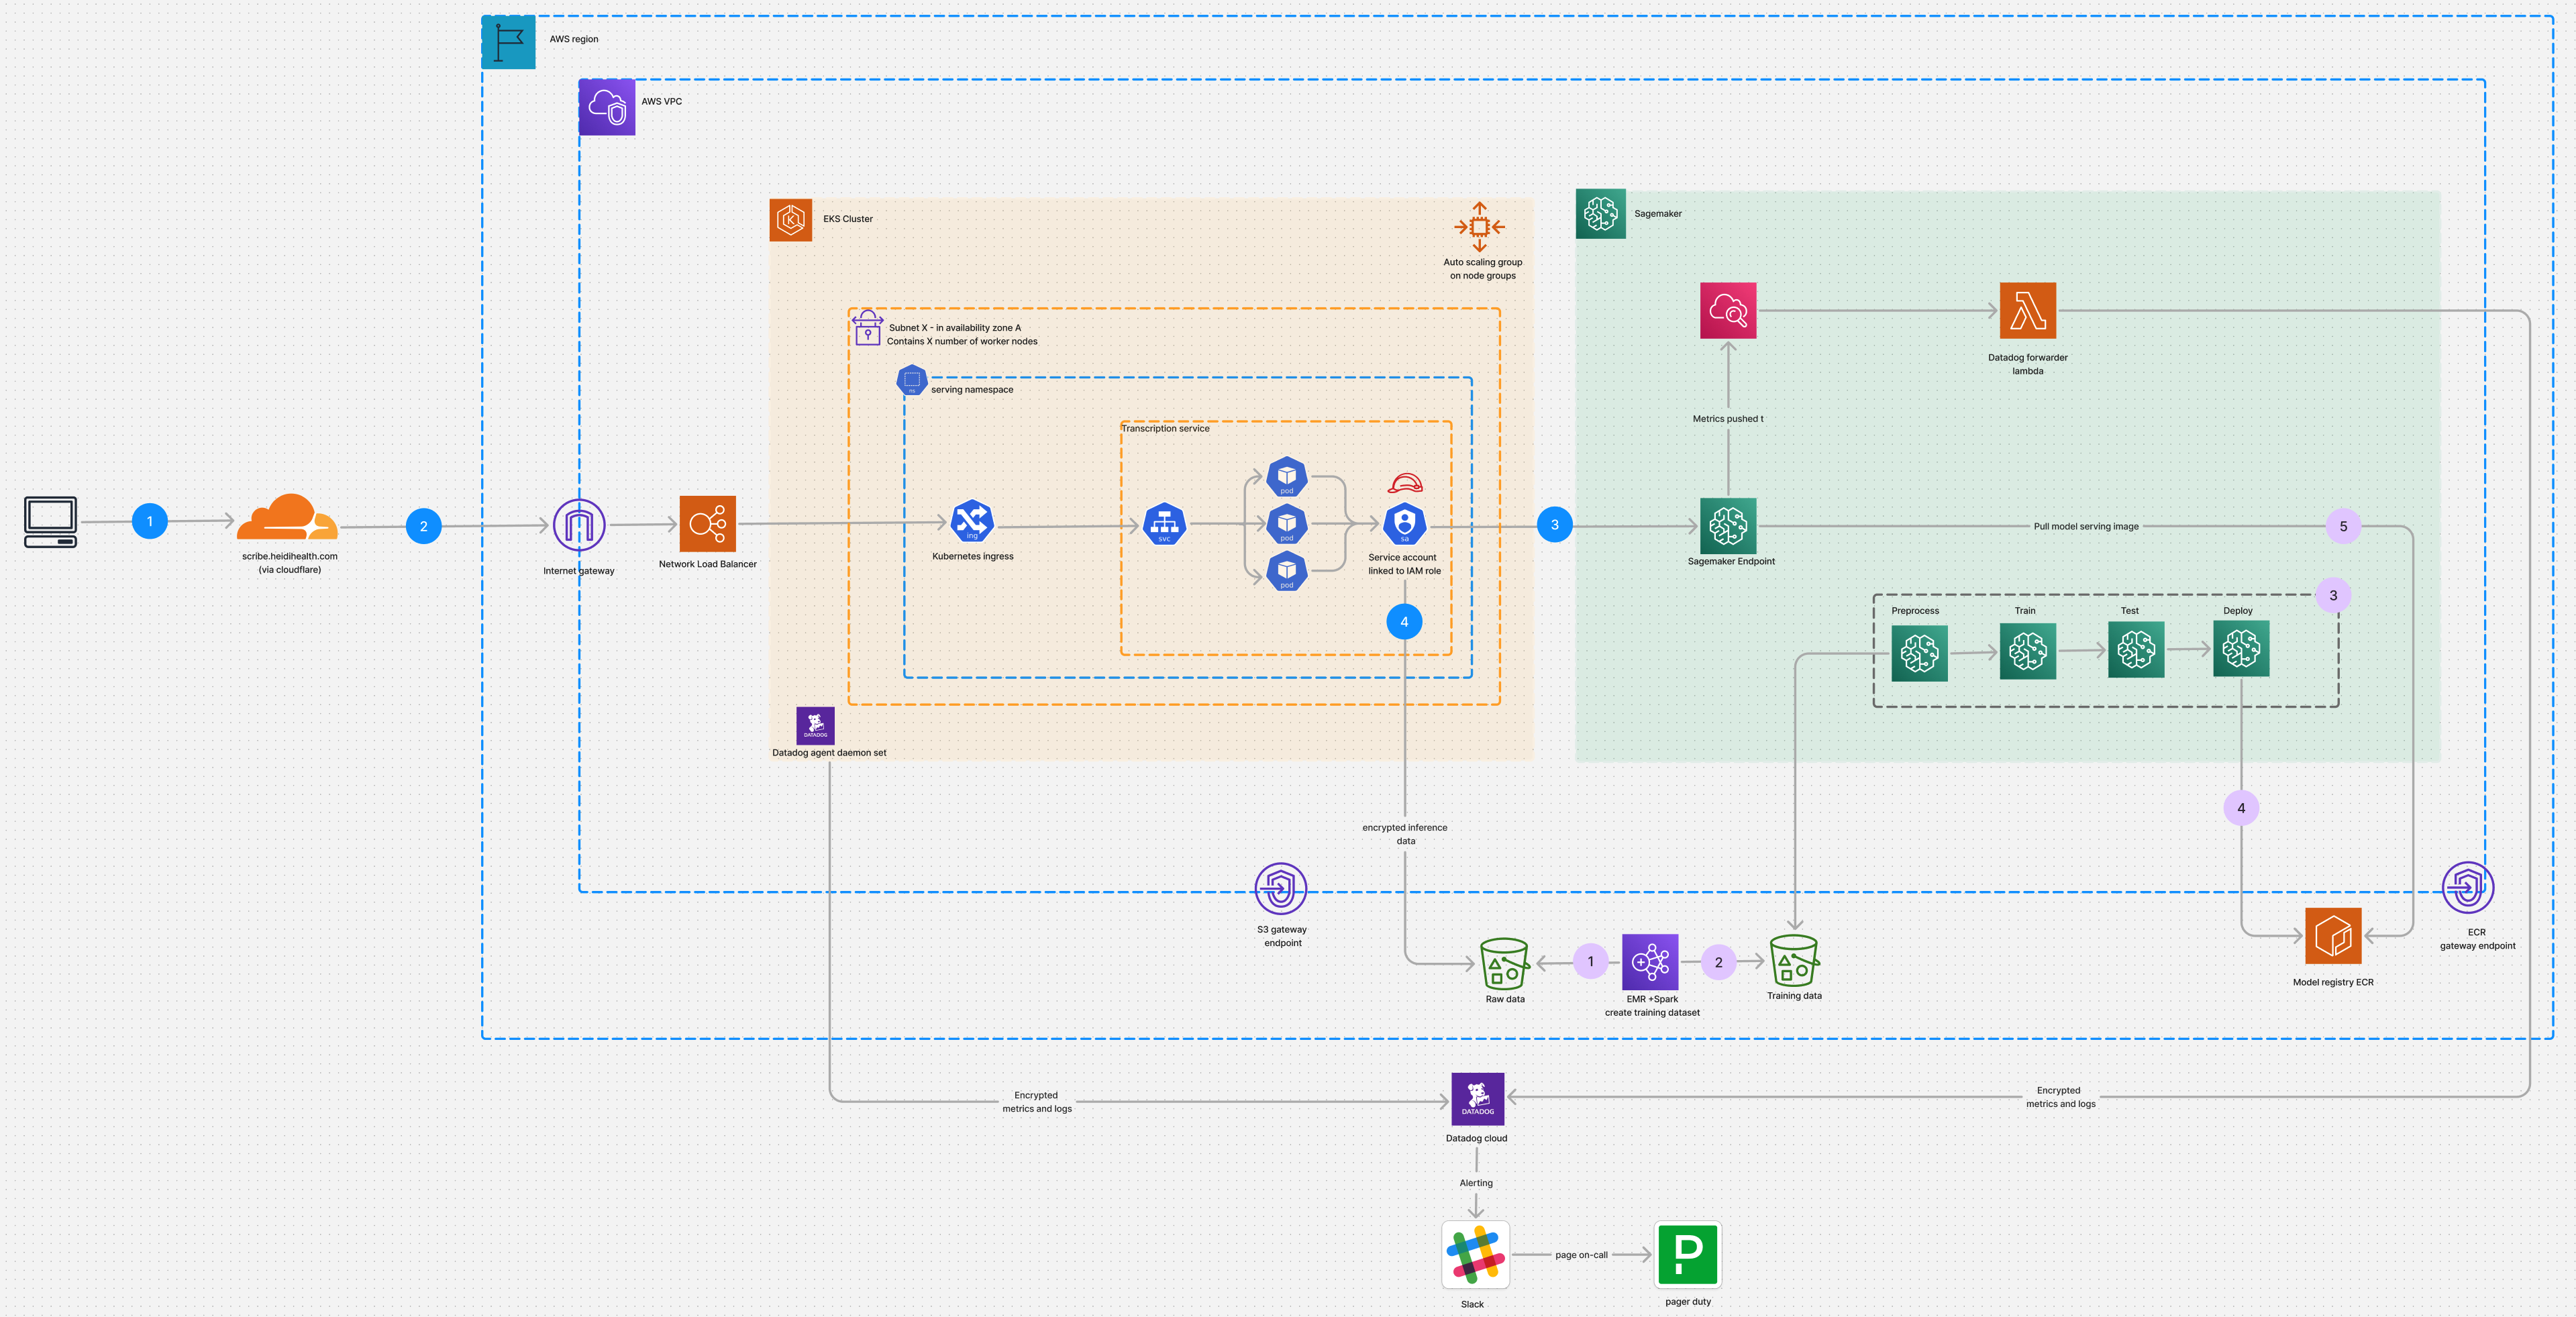 AWS region
AWS VPC
EKS Cluster
Auto scaling group
on node groups
Sagemaker
Subnet X - in availability zone A
Contains X number of worker nodes
ns
serving namespace
Transcription service
Datadog forwarder
lambda
Metrics pushed t
1
scribe.heidihealth.com
(via cloudflare)
2
Internet gateway
Network Load Balancer
ing
Kubernetes ingress
svc
pod
pod
pod
sa
Service account
linked to IAM role
3
4
Sagemaker Endpoint
Pull model serving image
5
3
Preprocess
Train
Test
Deploy
4
DATADOG
Datadog agent daemon set
encrypted inference
data
S3 gateway
endpoint
Raw data
1
EMR +Spark
create training dataset
2
Training data
Model registry ECR
ECR
gateway endpoint
Encrypted
metrics and logs
DATADOG
Datadog cloud
Encrypted
metrics and logs
Alerting
Slack
page on-call
P
pager duty